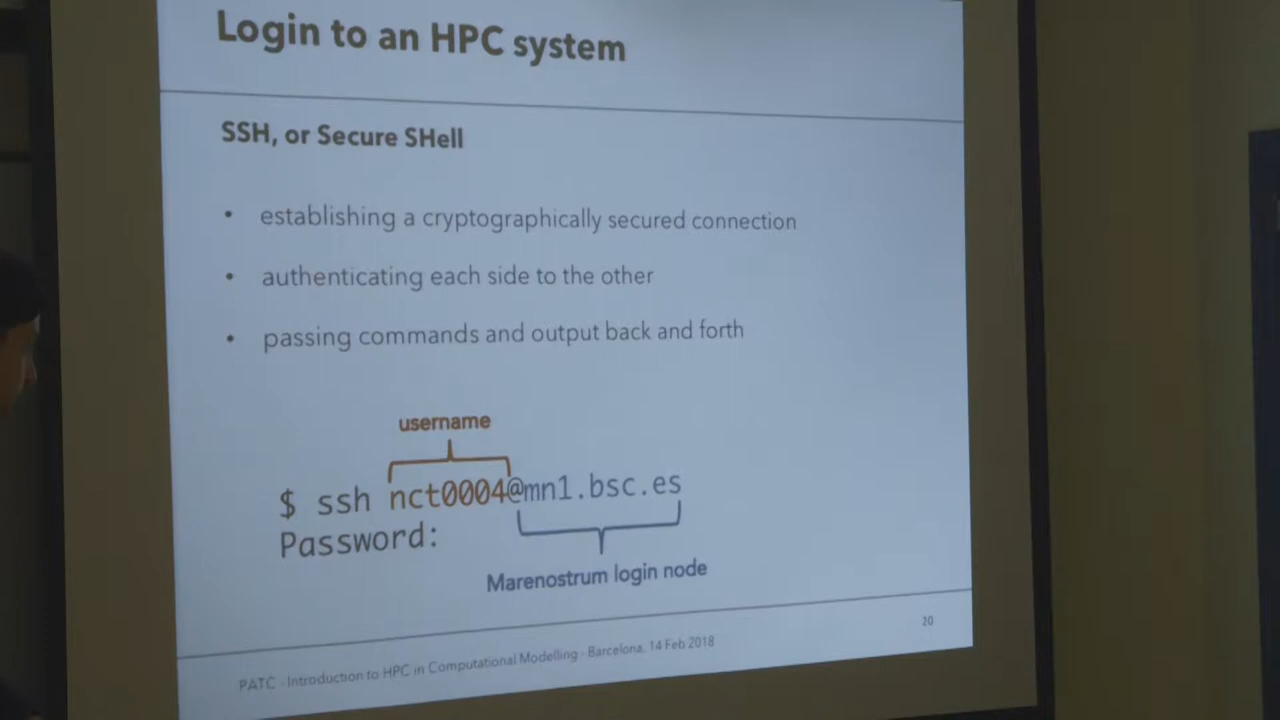 Login to an HPC system
SSH, or Secure SHell
• establishing a cryptographically secured connection
• authenticating each side to the other
• passing commands and output back and forth
username
$ ssh nct0004@mn1.bsc.es
Password:
Marenostrum login node
20
PATC - Introduction to HPC in Computational Modelling - Barcelona, 14 Feb 2018